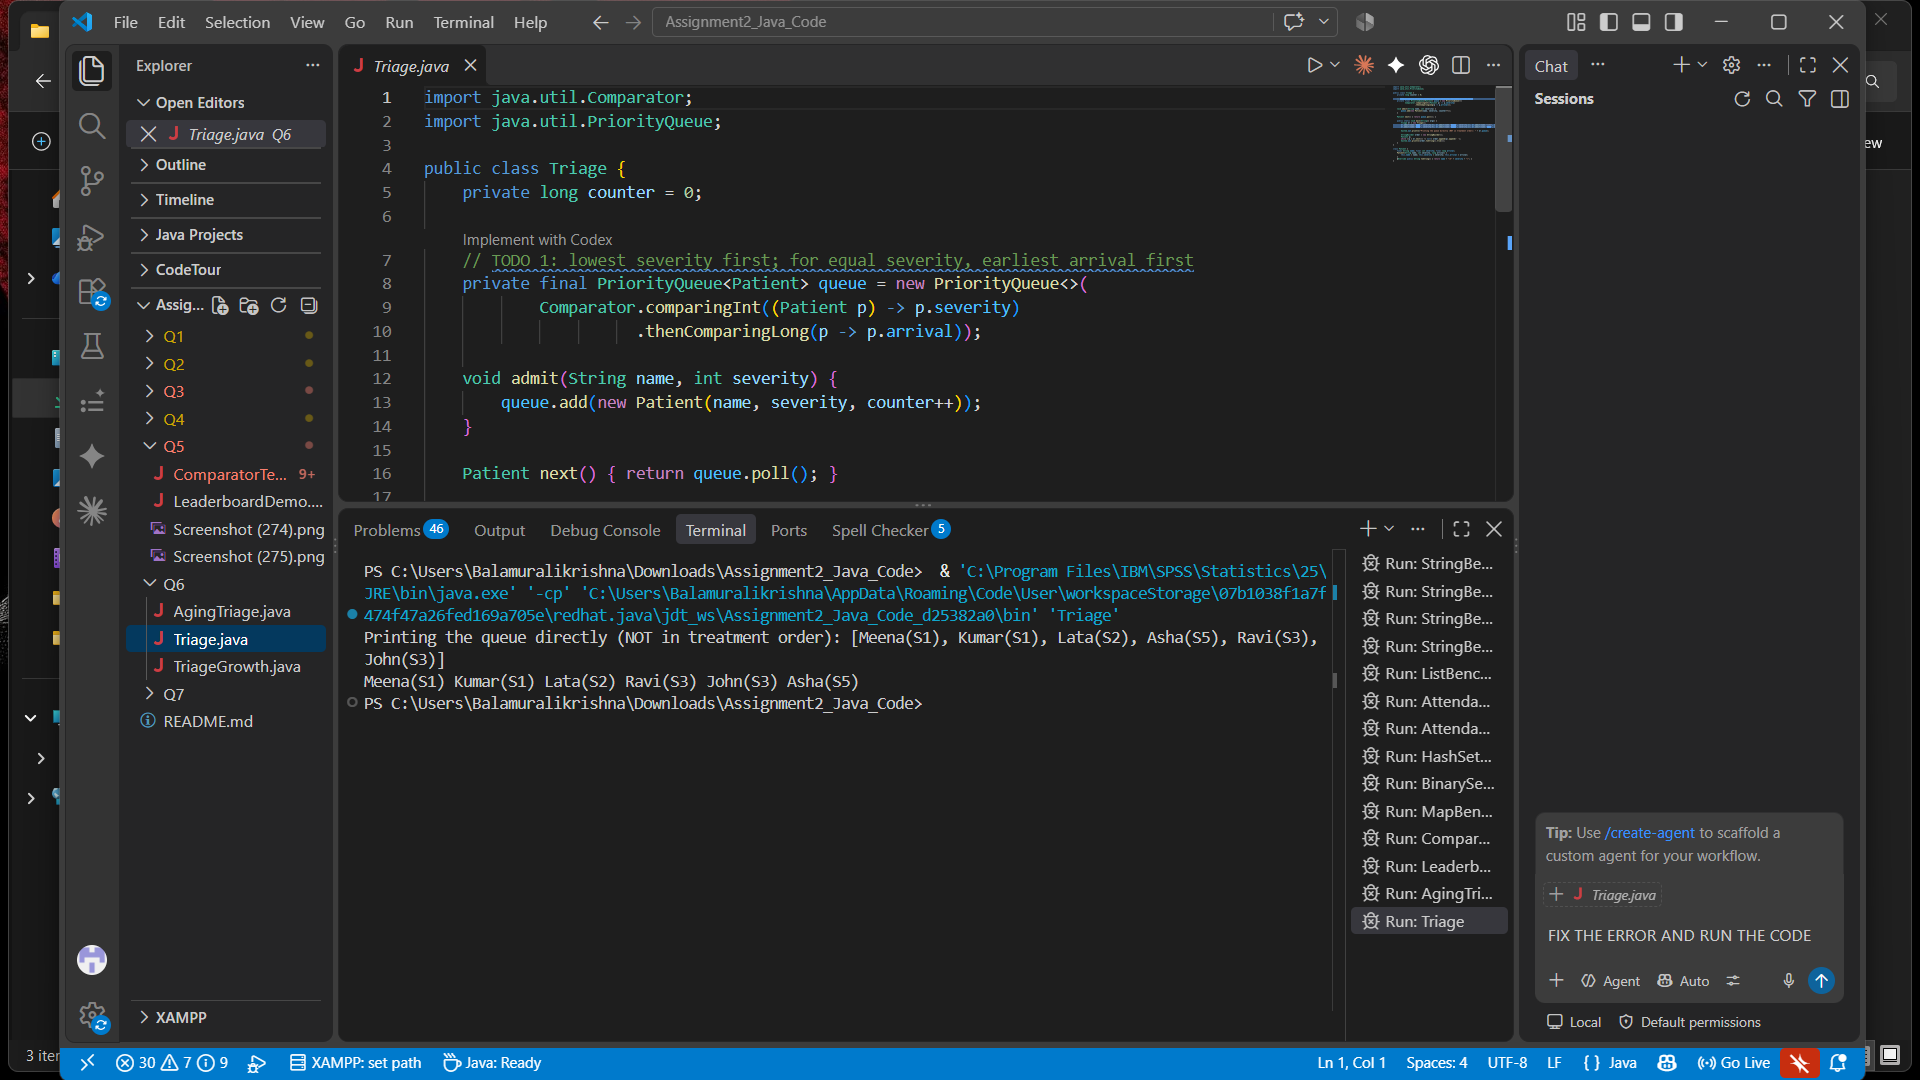 File Edit Selection View Go Run Terminal Help
Assignment2_Java_Code
Explorer
Open Editors
Triage.java Q6
Outline
Timeline
Java Projects
CodeTour
Assig...
Q1
Q2
Q3
Q4
Q5
ComparatorTe... 9+
LeaderboardDemo....
Screenshot (274).png
Screenshot (275).png
Q6
AgingTriage.java
Triage.java
TriageGrowth.java
Q7
README.md
XAMPP
3 iter
Triage.java
1 import java.util.Comparator;
2 import java.util.PriorityQueue;
3
4 public class Triage {
5 private long counter = 0;
6
Implement with Codex
7 // TODO 1: lowest severity first; for equal severity, earliest arrival first
8 private final PriorityQueue<Patient> queue = new PriorityQueue<>(
9 Comparator.comparingInt((Patient p) -> p.severity)
10 .thenComparingLong(p -> p.arrival));
11
12 void admit(String name, int severity) {
13 queue.add(new Patient(name, severity, counter++));
14 }
15
16 Patient next() { return queue.poll(); }
17
Problems 46 Output Debug Console Terminal Ports Spell Checker 5
PS C:\Users\Balamuralikrishna\Downloads\Assignment2_Java_Code> & 'C:\Program Files\IBM\SPSS\Statistics\25\
JRE\bin\java.exe' '-cp' 'C:\Users\Balamuralikrishna\AppData\Roaming\Code\User\workspaceStorage\07b1038f1a7f
474f47a26fed169a705e\redhat.java\jdt_ws\Assignment2_Java_Code_d25382a0\bin' 'Triage'
Printing the queue directly (NOT in treatment order): [Meena(S1), Kumar(S1), Lata(S2), Asha(S5), Ravi(S3),
John(S3)]
Meena(S1) Kumar(S1) Lata(S2) Ravi(S3) John(S3) Asha(S5)
PS C:\Users\Balamuralikrishna\Downloads\Assignment2_Java_Code>
Run: StringBe...
Run: StringBe...
Run: StringBe...
Run: StringBe...
Run: ListBenc...
Run: Attenda...
Run: Attenda...
Run: HashSet...
Run: BinarySe...
Run: MapBen...
Run: Compar...
Run: Leaderb...
Run: AgingTri...
Run: Triage
Chat
Sessions
Tip: Use /create-agent to scaffold a
custom agent for your workflow.
Triage.java
FIX THE ERROR AND RUN THE CODE
Agent Auto
Local Default permissions
ew
30 7 9 XAMPP: set path Java: Ready Ln 1, Col 1 Spaces: 4 UTF-8 LF {} Java Go Live